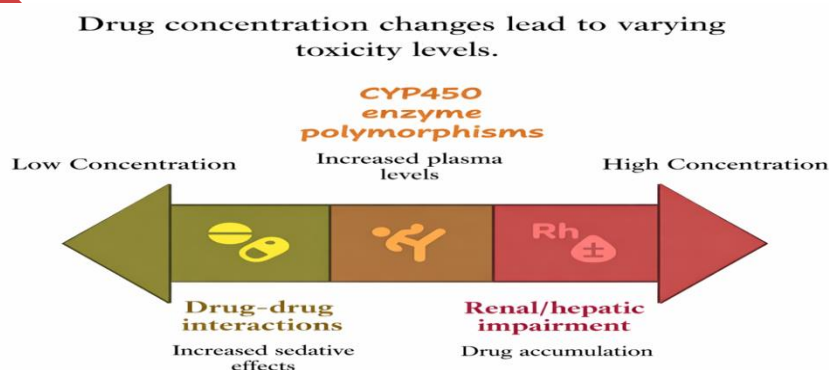 Drug concentration changes lead to varying
toxicity levels.
CYP450
enzyme
polymorphisms
Increased plasma
levels
Low Concentration
High Concentration
Rh
±
Drug-drug
interactions
Increased sedative
effects
Renal/hepatic
impairment
Drug accumulation